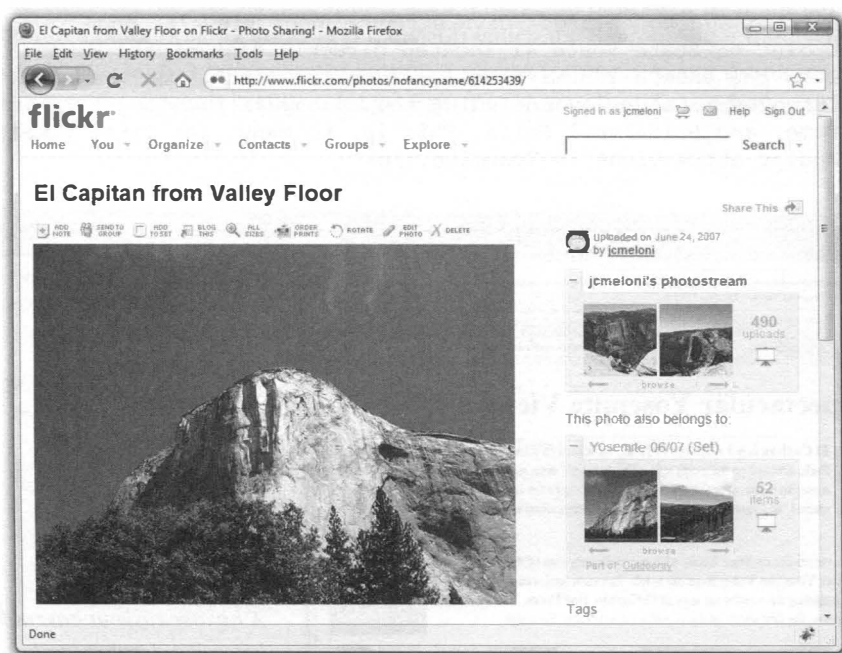 El Capitan from Valley Floor on Flickr - Photo Sharing! - Mozilla Firefox
File Edit View History Bookmarks Tools Help
http://www.flickr.com/photos/nofancyname/614253439/
flickr
Signed in as jcmeloni Help Sign Out
Home You Organize Contacts Groups Explore Search
El Capitan from Valley Floor
Share This
ADD NOTE SEND TO GROUP ADD TO SET BLOG THIS ALL SIZES ORDER PRINTS ROTATE EDIT PHOTO DELETE
Uploaded on June 24, 2007
by jcmeloni
jcmeloni's photostream
490
uploads
browse
This photo also belongs to:
Yosemite 06/07 (Set)
52
items
browse
Part of:
Tags
Done